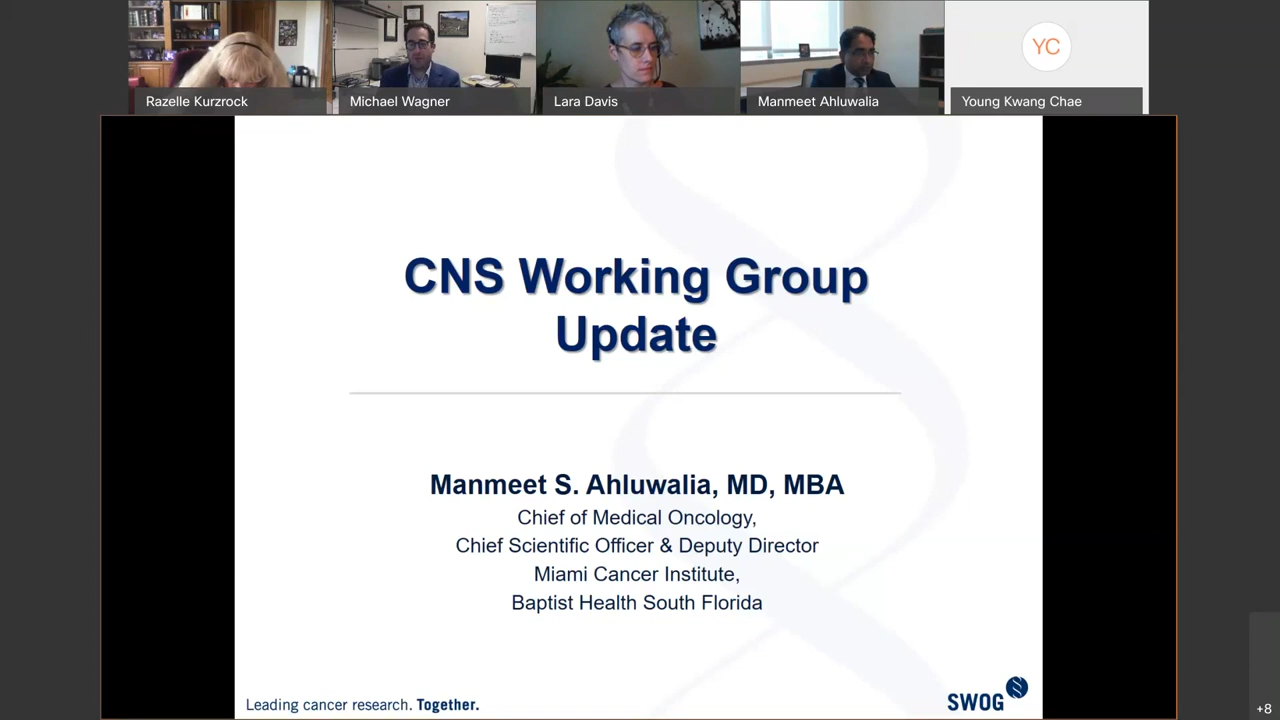 Razelle Kurzrock
Michael Wagner
Lara Davis
Manmeet Ahluwalia
YC
Young Kwang Chae
CNS Working Group
Update
Manmeet S. Ahluwalia, MD, MBA
Chief of Medical Oncology,
Chief Scientific Officer & Deputy Director
Miami Cancer Institute,
Baptist Health South Florida
Leading cancer research. Together.
SWOG
+8